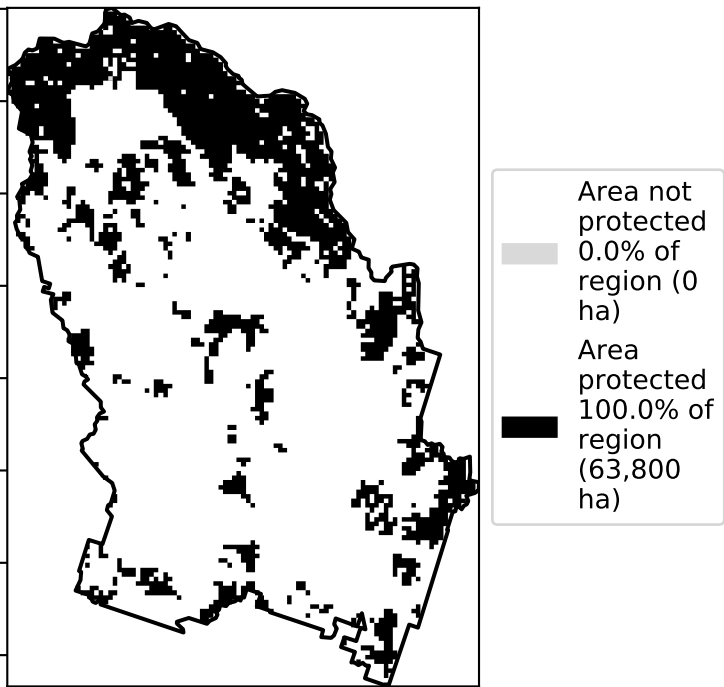 Area not
protected
0.0% of
region (0
ha)
Area
protected
100.0% of
region
(63,800
ha)